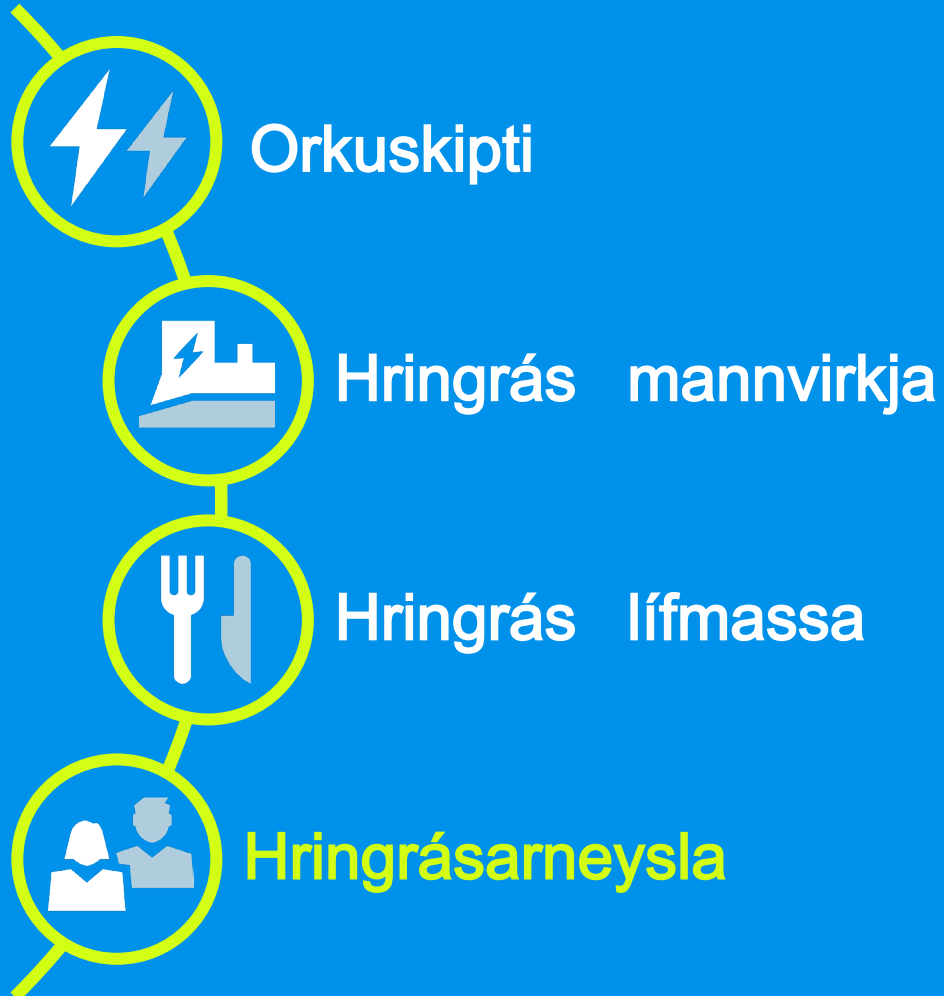 Orkuskipti
Hringrás mannvirkja
Hringrás lífmassa
Hringrásarneysla